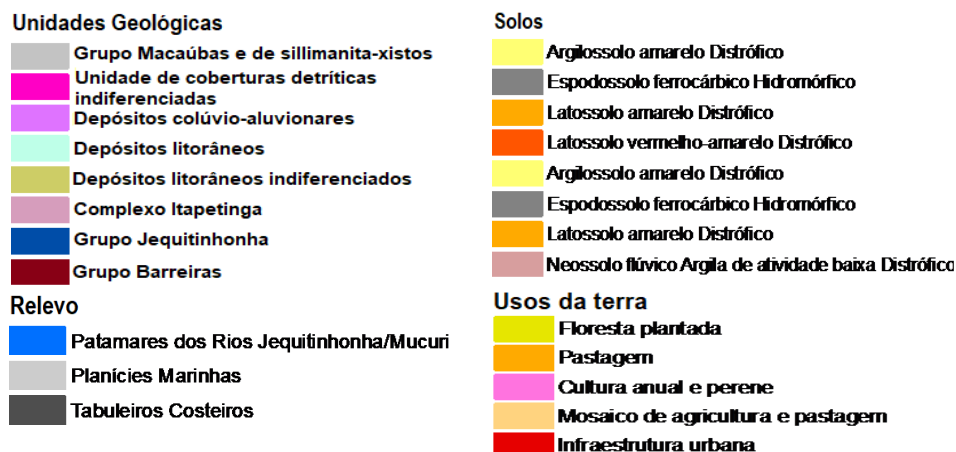 Unidades Geológicas
Grupo Macaúbas e de sillimanita-xistos
Unidade de coberturas detríticas
indiferenciadas
Depósitos colúvio-aluvionares
Depósitos litorâneos
Depósitos litorâneos indiferenciados
Complexo Itapetinga
Grupo Jequitinhonha
Grupo Barreiras
Relevo
Patamares dos Rios Jequitinhonha/Mucuri
Planícies Marinhas
Tabuleiros Costeiros
Solos
Argilossolo amarelo Distrófico
Espodossolo ferrocárbico Hidromórfico
Latossolo amarelo Distrófico
Latossolo vermelho-amarelo Distrófico
Argilossolo amarelo Distrófico
Espodossolo ferrocárbico Hidromórfico
Latossolo amarelo Distrófico
Neossolo flúvico Argila de atividade baixa Distrófico
Usos da terra
Floresta plantada
Pastagem
Cultura anual e perene
Mosaico de agricultura e pastagem
Infraestrutura urbana